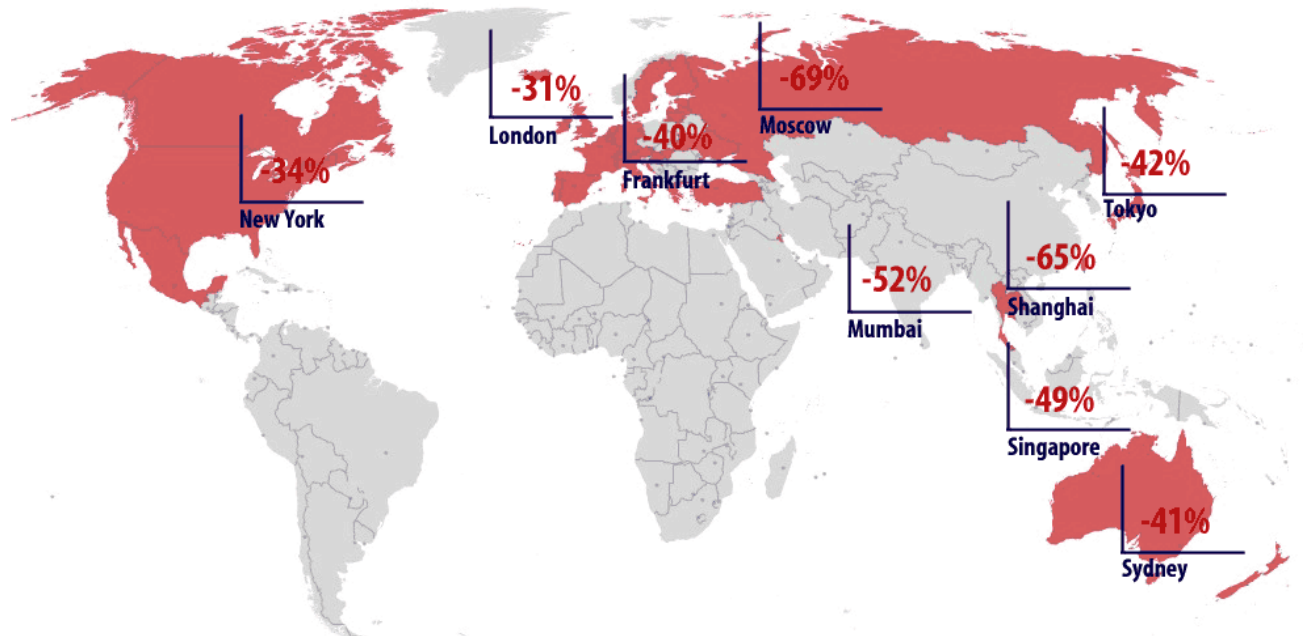 -31%
London
-69%
Moscow
-40%
Frankfurt
-34%
New York
-42%
Tokyo
-65%
Shanghai
-52%
Mumbai
-49%
Singapore
-41%
Sydney